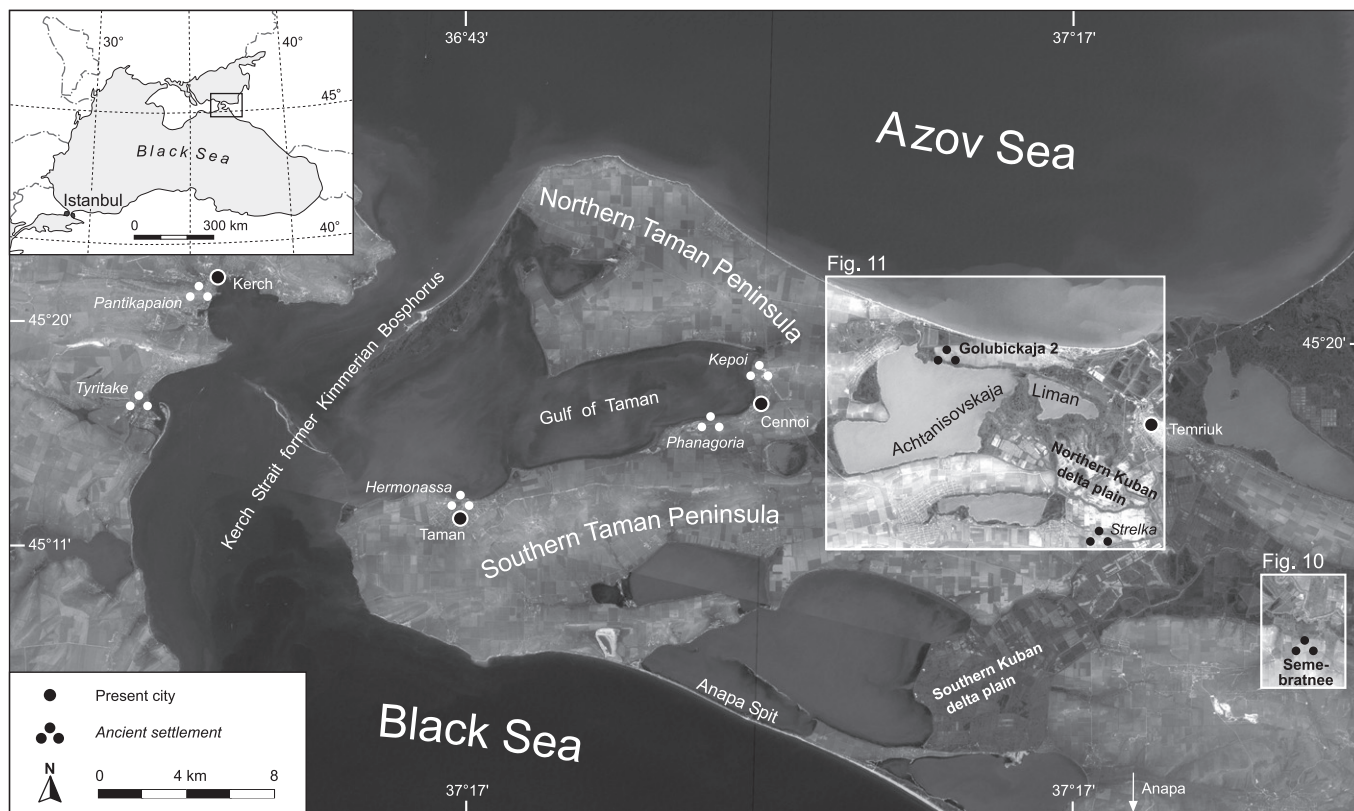 30°
40°
45°
Black Sea
Istanbul
0 300 km
40°
36°43'
37°17'
Azov Sea
Northern Taman Peninsula
Fig. 11
Kerch
Pantikapaion
45°20'
45°20'
Kerch Strait former Kimmerian Bosphorus
Golubickaja 2
Kepoi
Tyritake
Gulf of Taman
Achtanisovskaja
Liman
Cennoi
Phanagoria
Temriuk
Northern Kuban
delta plain
Hermonassa
Taman
Southern Taman Peninsula
Strelka
45°11'
Fig. 10
Seme-
bratnee
Southern Kuban
delta plain
Anapa Spit
Black Sea
Present city
Ancient settlement
N
0 4 km 8
37°17'
37°17'
Anapa